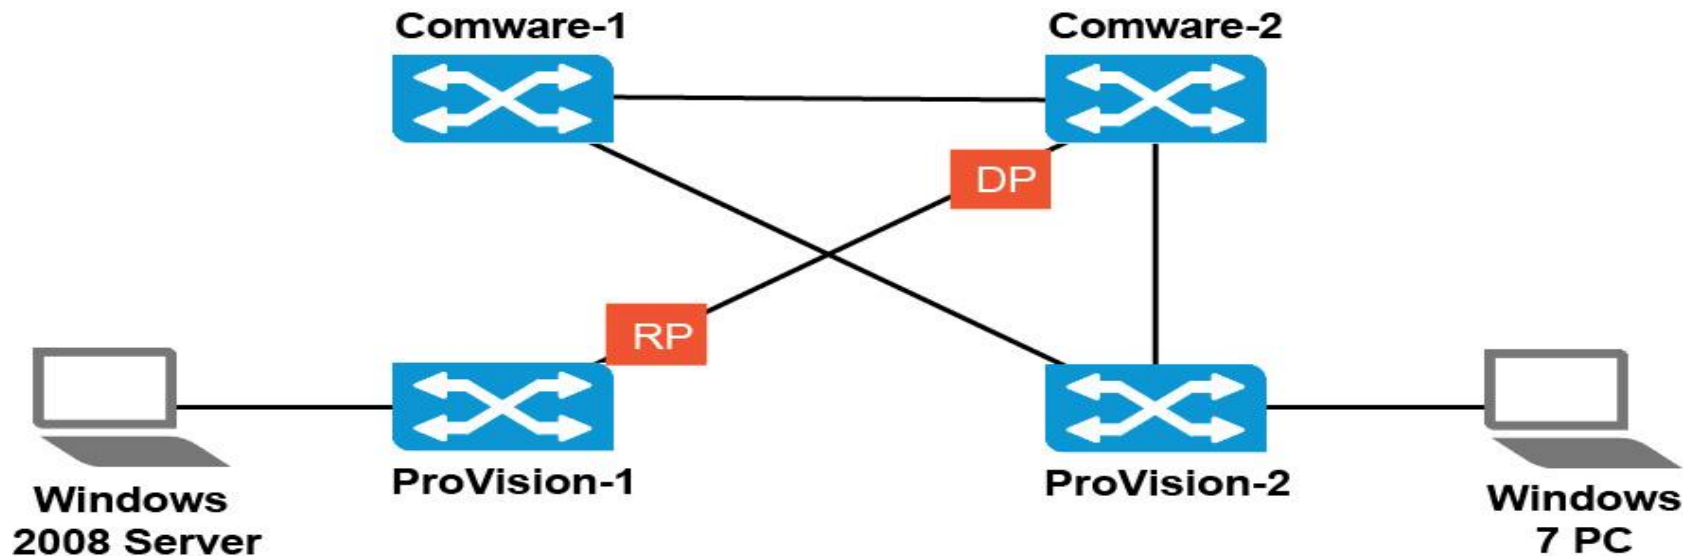 Comware-1
Comware-2
DP
RP
ProVision-1
ProVision-2
Windows
2008 Server
Windows
7 PC